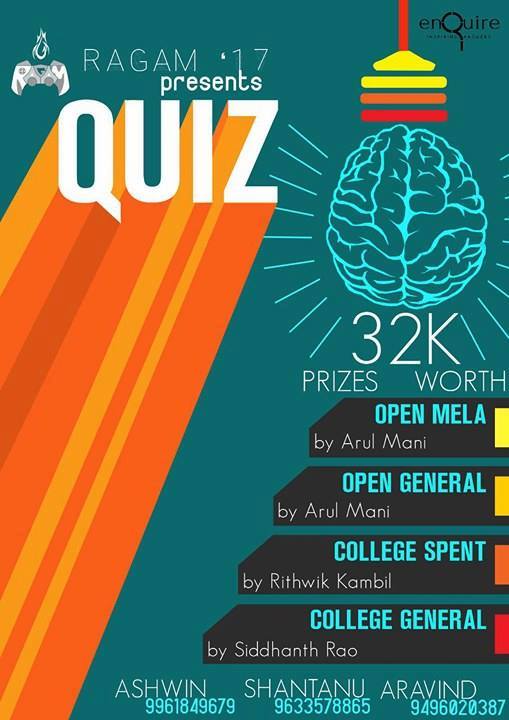 enQuire
RAGAM '17
presents
QUIZ
32K
PRIZES WORTH
OPEN MELA
by Arul Mani
OPEN GENERAL
by Arul Mani
COLLEGE SPENT
by Rithwik Kambil
COLLEGE GENERAL
by Siddhanth Rao
ASHWIN SHANTANU ARAVIND
9961849679 9633578865 9496020387